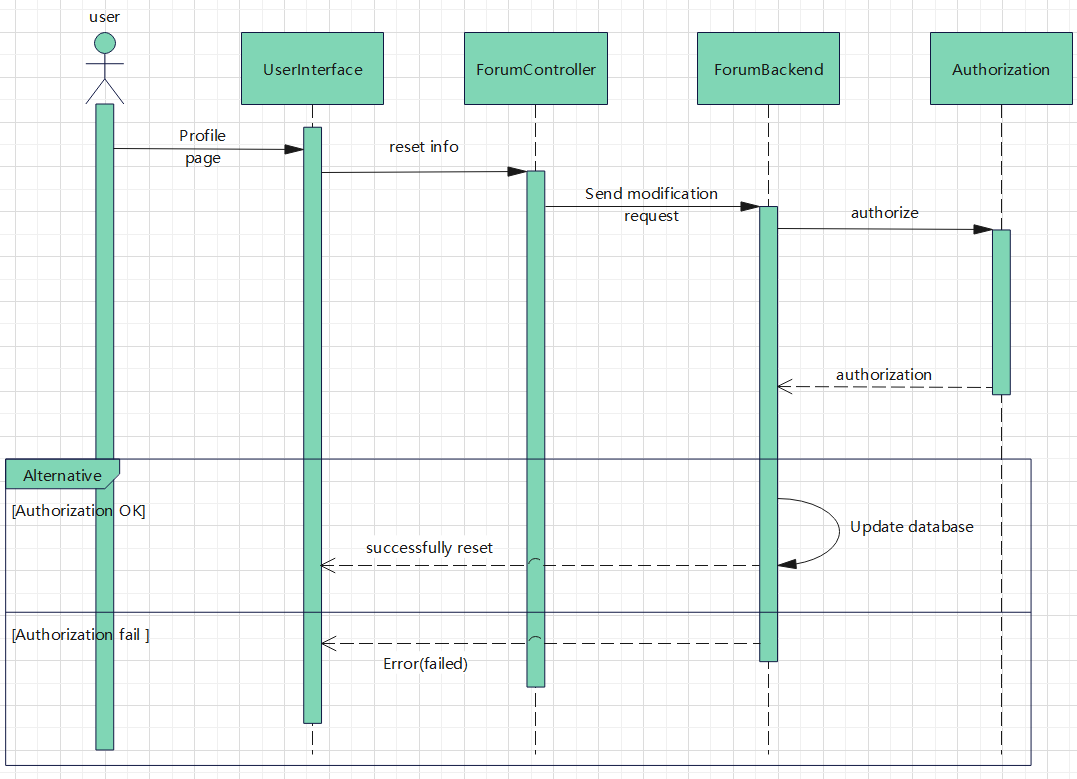 user
UserInterface
ForumController
ForumBackend
Authorization
Profile
page
reset info
Send modification
request
authorize
authorization
Alternative
[Authorization OK]
Update database
successfully reset
[Authorization fail ]
Error(failed)